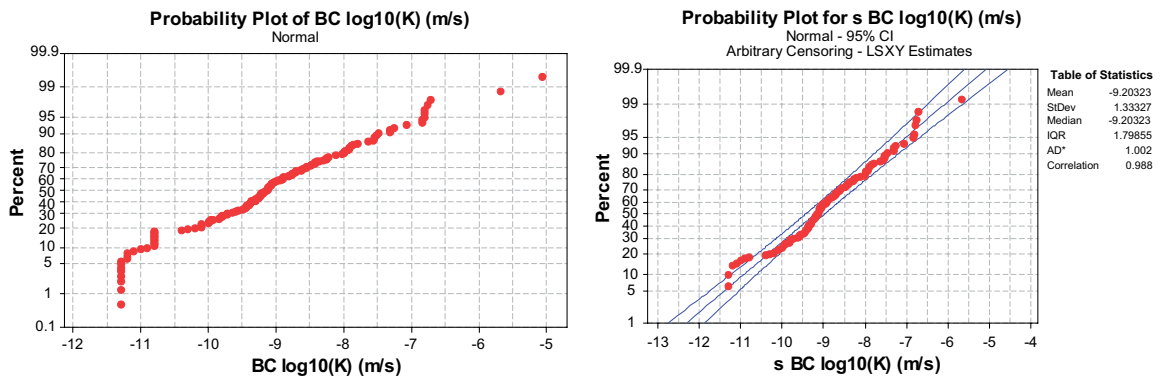 Probability Plot of BC log10(K) (m/s)
Normal
Percent
99.9
99
95
90
80
70
60
50
40
30
20
10
5
1
0.1
-12 -11 -10 -9 -8 -7 -6 -5
BC log10(K) (m/s)
Probability Plot for s BC log10(K) (m/s)
Normal - 95% CI
Arbitrary Censoring - LSXY Estimates
Percent
99.9
99
95
90
80
70
60
50
40
30
20
10
5
1
-13 -12 -11 -10 -9 -8 -7 -6 -5 -4
s BC log10(K) (m/s)
Table of Statistics
Mean -9.20323
StDev 1.33327
Median -9.20323
IQR 1.79855
AD* 1.002
Correlation 0.988